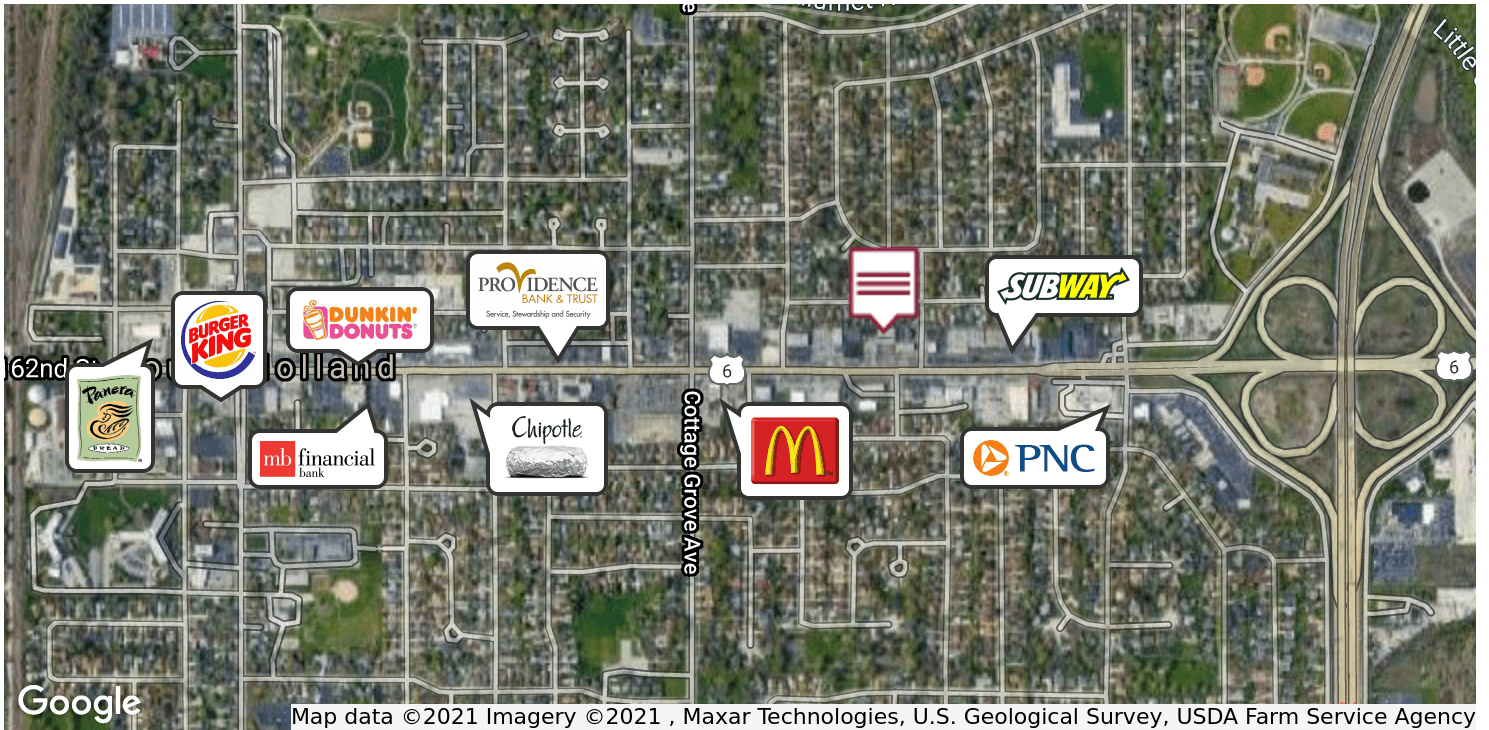 Little
SUBWAY
PROVIDENCE
BANK & TRUST
Service, Stewardship and Security
BURGER
KING
DUNKIN'
DONUTS
162nd
olland
6
6
Panera
BREAD
mb financial
bank
Chipotle
Cottage Grove Ave
M
PNC
Google
Map data ©2021 Imagery ©2021 , Maxar Technologies, U.S. Geological Survey, USDA Farm Service Agency